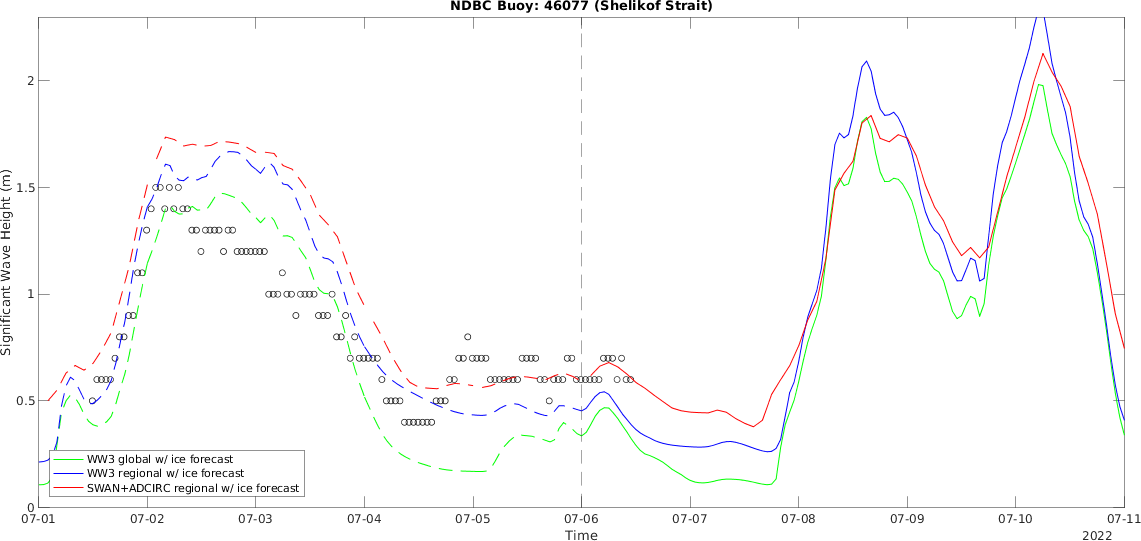 NDBC Buoy: 46077 (Shelikof Strait)
Significant Wave Height (m)
2
1.5
1
0.5
0
WW3 global w/ ice forecast
WW3 regional w/ ice forecast
SWAN+ADCIRC regional w/ ice forecast
07-01 07-02 07-03 07-04 07-05 07-06 07-07 07-08 07-09 07-10 07-11
Time
2022